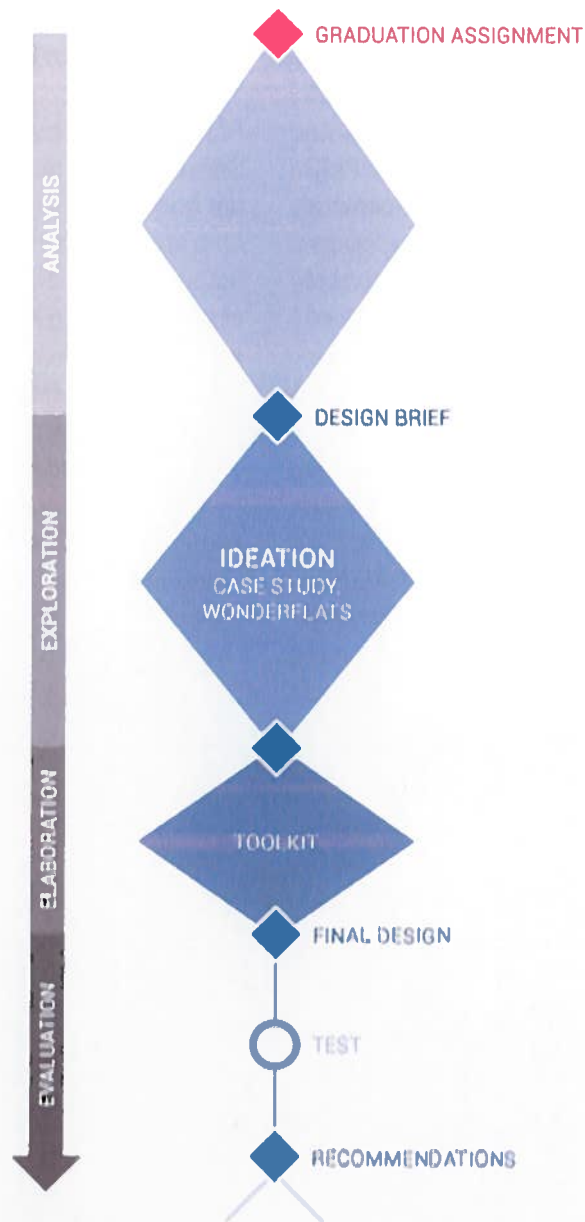 GRADUATION ASSIGNMENT
ANALYSIS
DESIGN BRIEF
EXPLORATION
IDEATION
CASE STUDY,
WONDERFLATS
ELABORATION
TOOLKIT
FINAL DESIGN
EVALUATION
TEST
RECOMMENDATIONS